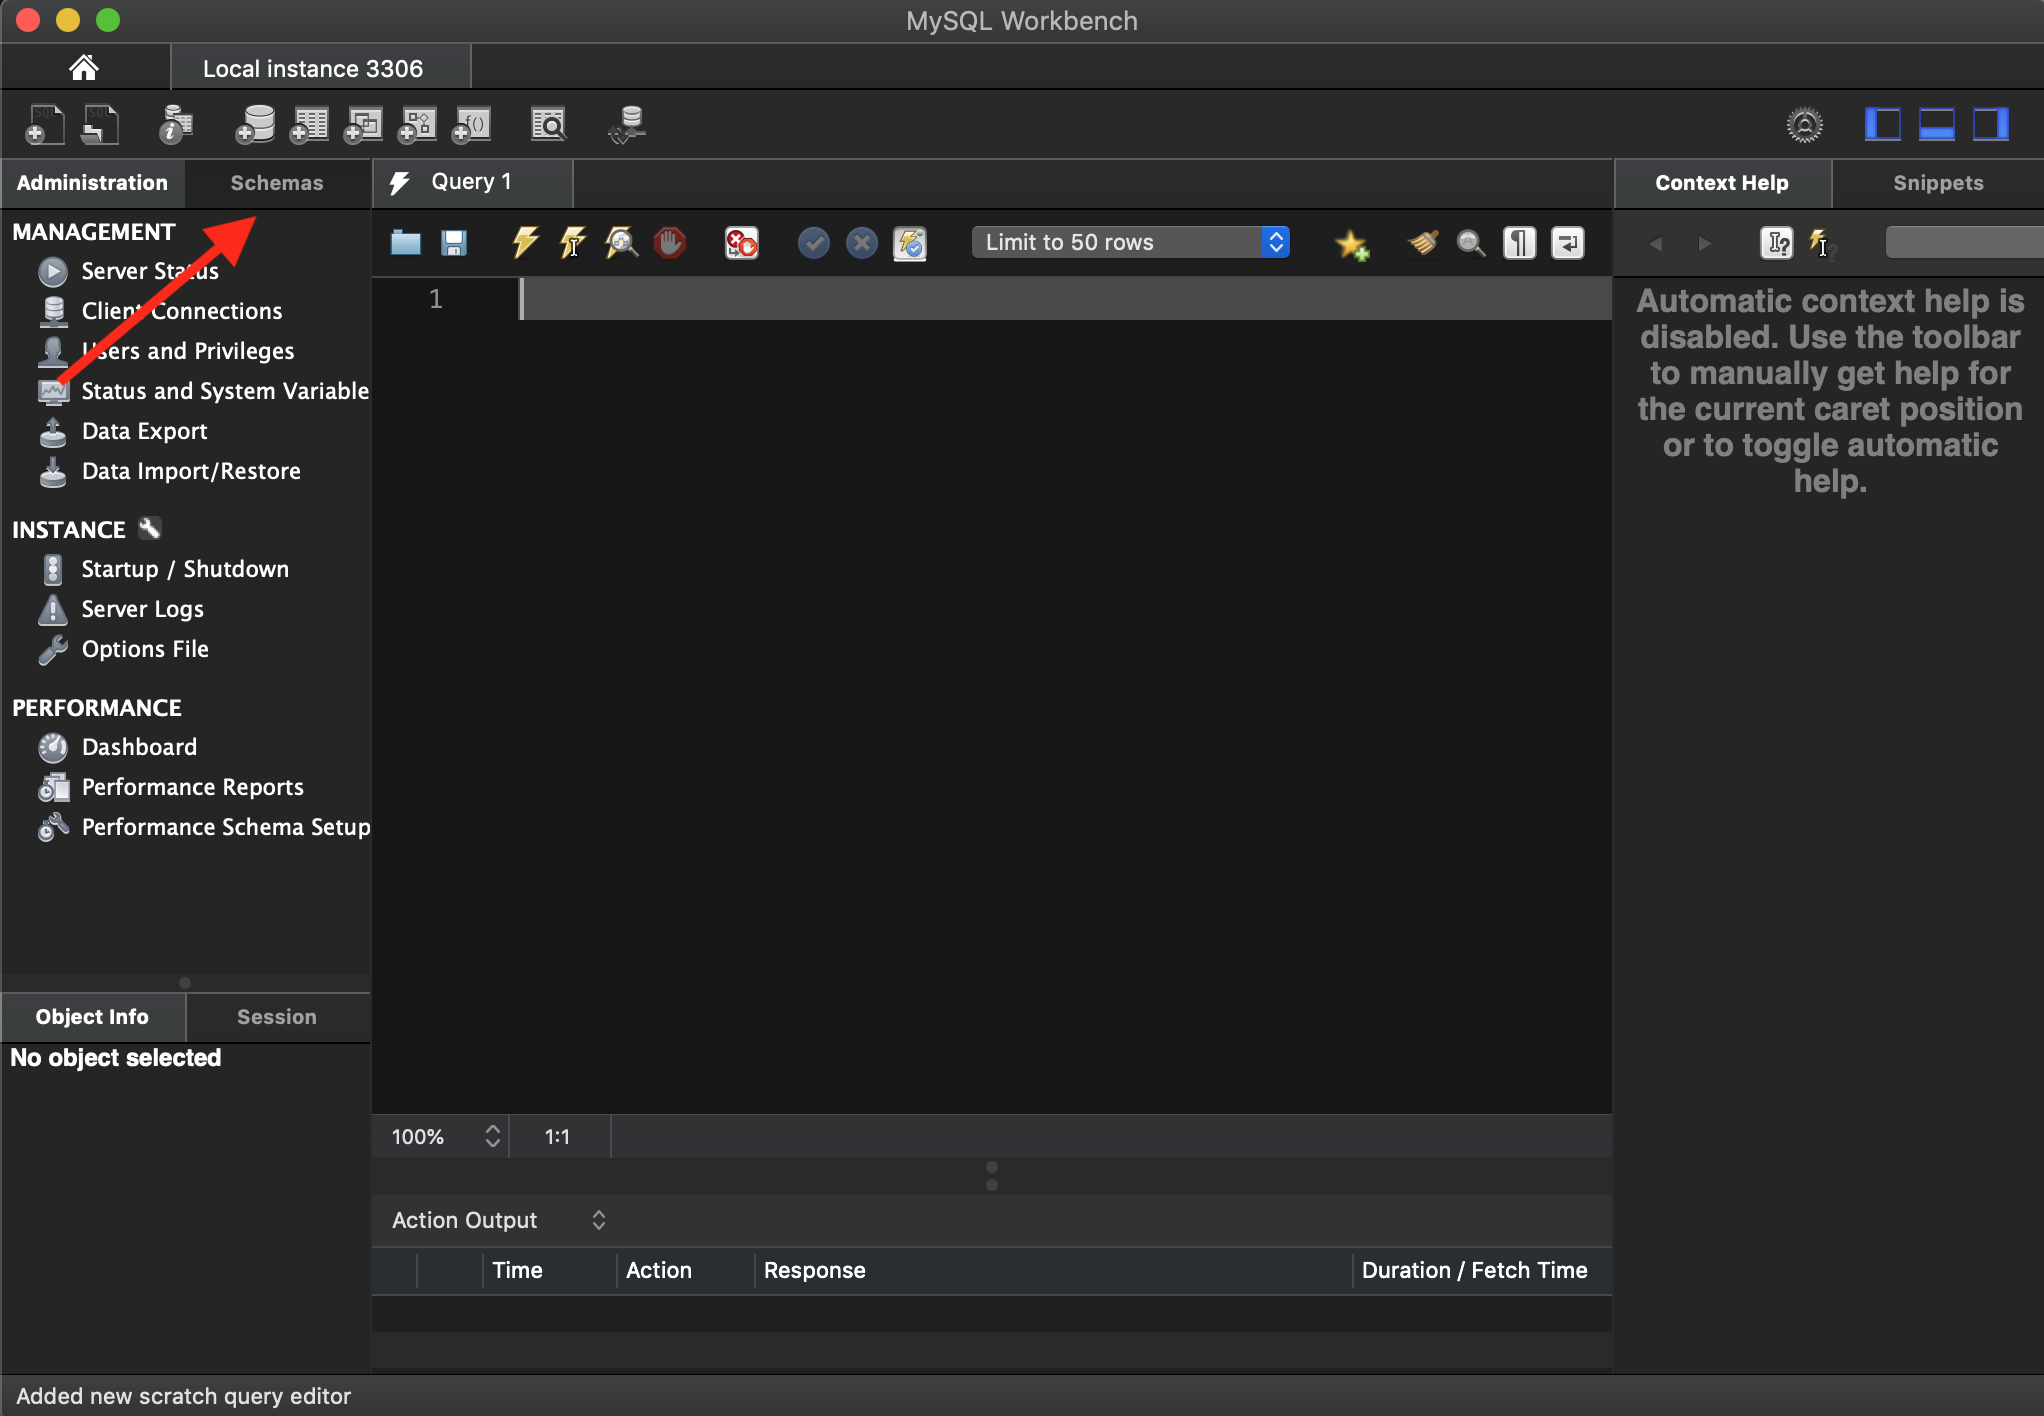 MySQL Workbench
Local instance 3306
Administration
Schemas
Query 1
Context Help
Snippets
MANAGEMENT
Server Status
Client Connections
Users and Privileges
Status and System Variable
Data Export
Data Import/Restore
INSTANCE
Startup / Shutdown
Server Logs
Options File
PERFORMANCE
Dashboard
Performance Reports
Performance Schema Setup
Limit to 50 rows
1
Automatic context help is
disabled. Use the toolbar
to manually get help for
the current caret position
or to toggle automatic
help.
Object Info
Session
No object selected
100%
1:1
Action Output
Time
Action
Response
Duration / Fetch Time
Added new scratch query editor